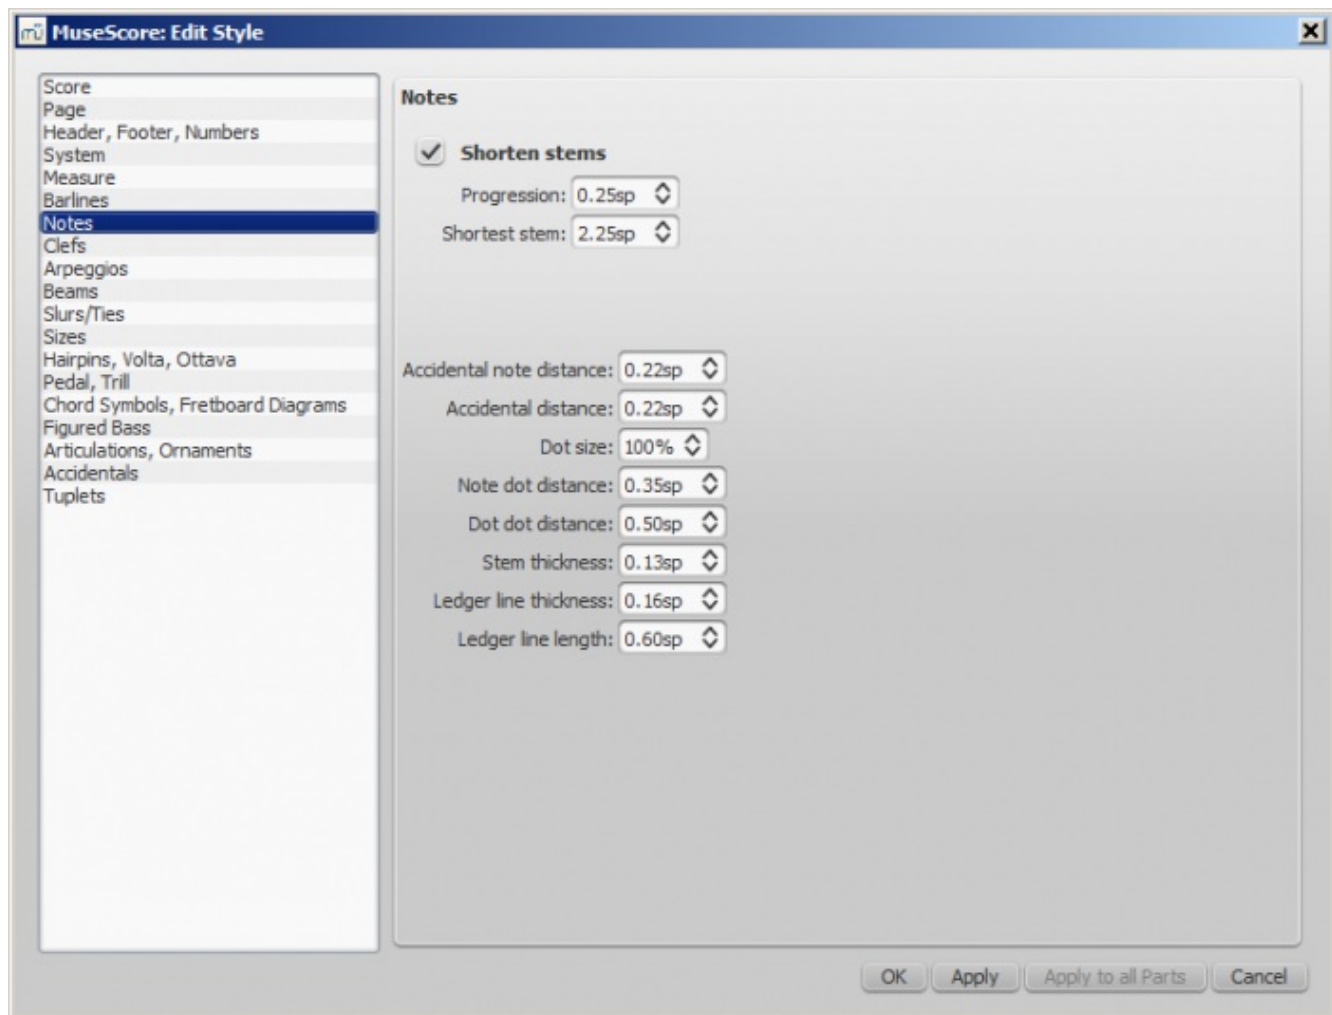 MuseScore: Edit Style
Score
Page
Header, Footer, Numbers
System
Measure
Barlines
Notes
Clefs
Arpeggios
Beams
Slurs/Ties
Sizes
Hairpins, Volta, Ottava
Pedal, Trill
Chord Symbols, Fretboard Diagrams
Figured Bass
Articulations, Ornaments
Accidentals
Tuplets
Notes
Shorten stems
Progression: 0.25sp
Shortest stem: 2.25sp
Accidental note distance: 0.22sp
Accidental distance: 0.22sp
Dot size: 100%
Note dot distance: 0.35sp
Dot dot distance: 0.50sp
Stem thickness: 0.13sp
Ledger line thickness: 0.16sp
Ledger line length: 0.60sp
OK Apply Apply to all Parts Cancel